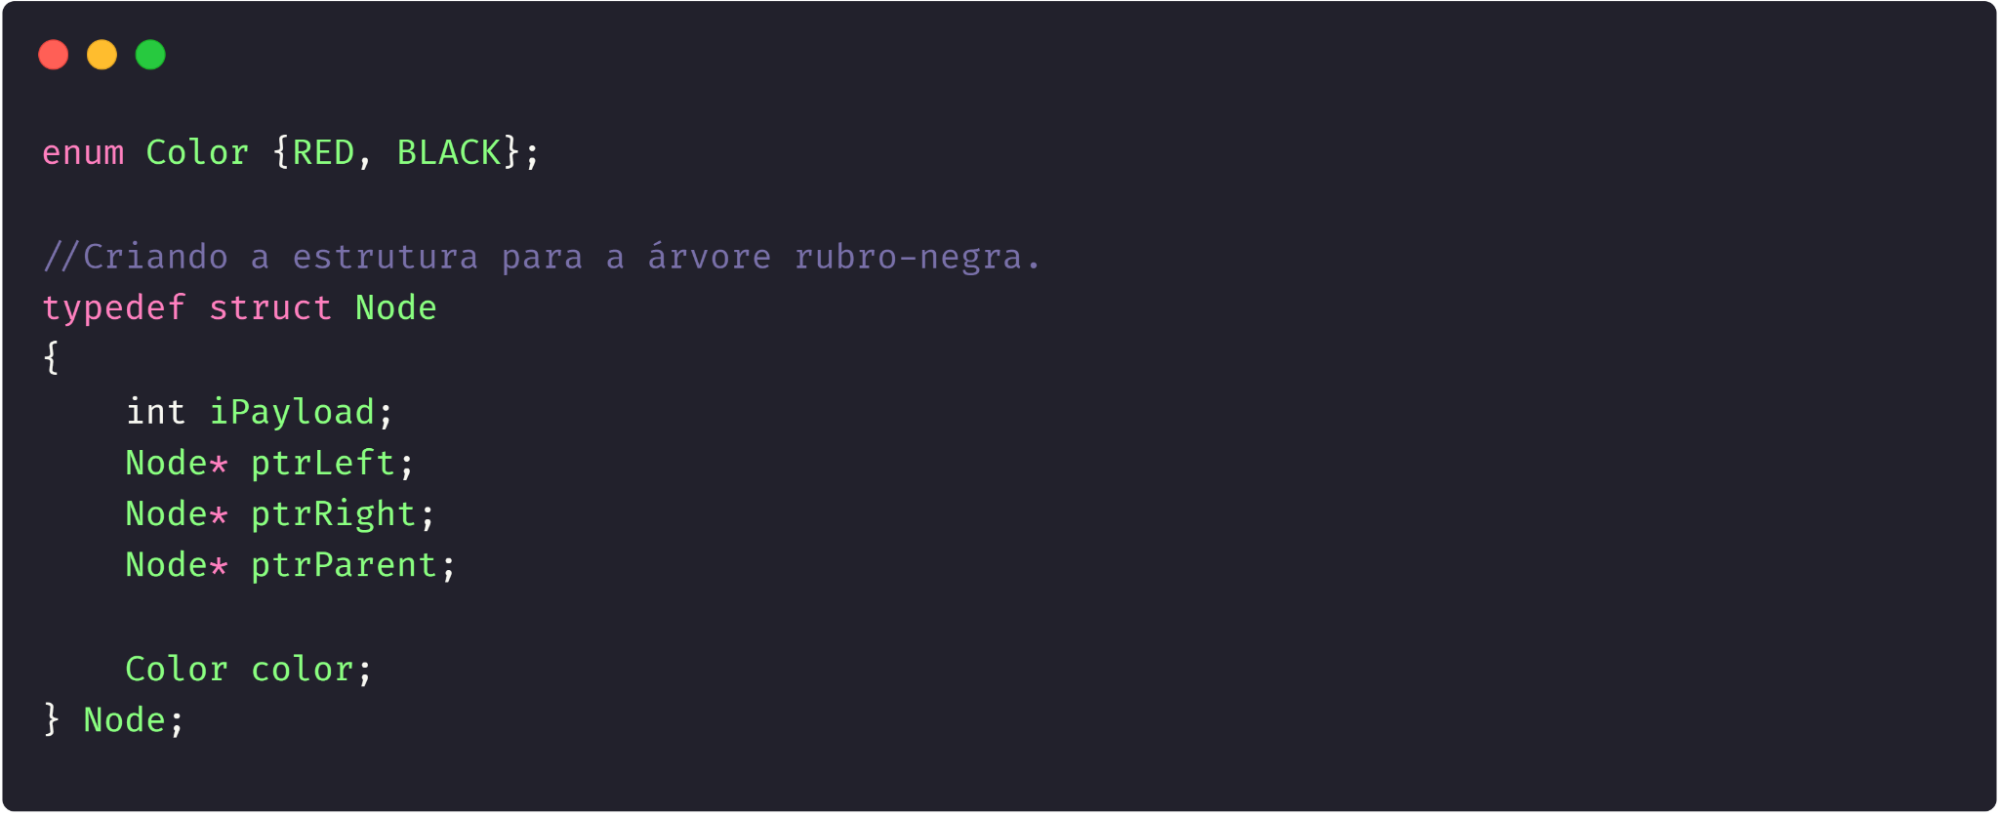 enum Color {RED, BLACK};
//Criando a estrutura para a árvore rubro-negra.
typedef struct Node
{
    int iPayload;
    Node* ptrLeft;
    Node* ptrRight;
    Node* ptrParent;
    Color color;
} Node;